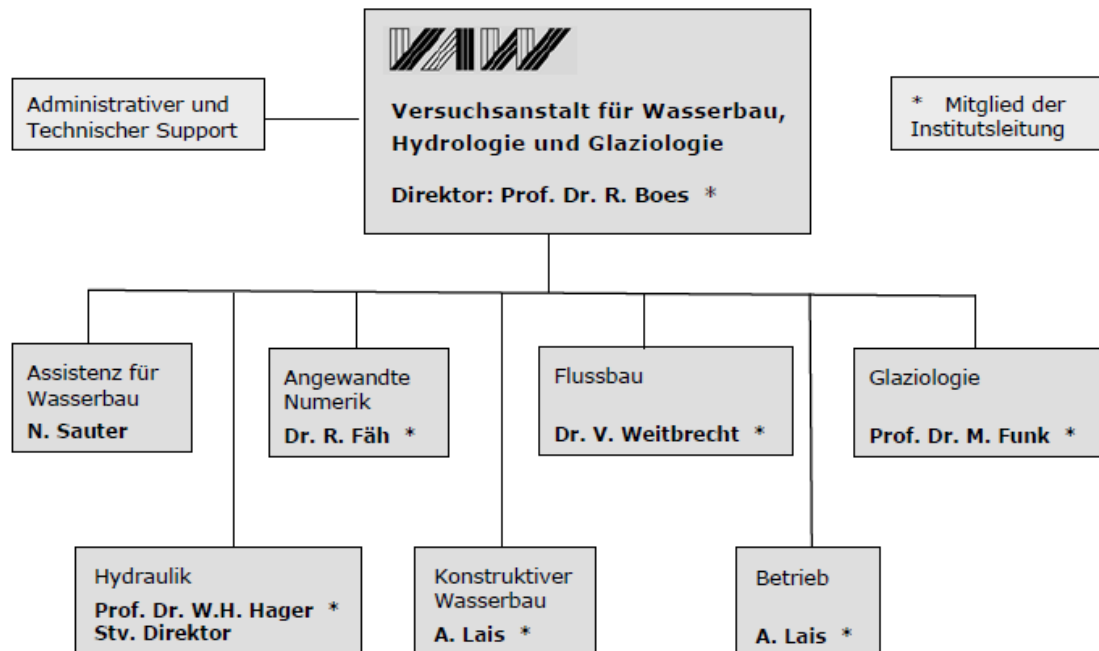 VAW
Administrativer und
Technischer Support
Versuchsanstalt für Wasserbau,
Hydrologie und Glaziologie
Direktor: Prof. Dr. R. Boes *
* Mitglied der
Institutsleitung
Assistenz für
Wasserbau
N. Sauter
Angewandte
Numerik
Dr. R. Fäh *
Flussbau
Dr. V. Weitbrecht *
Glaziologie
Prof. Dr. M. Funk *
Hydraulik
Prof. Dr. W.H. Hager *
Stv. Direktor
Konstruktiver
Wasserbau
A. Lais *
Betrieb
A. Lais *